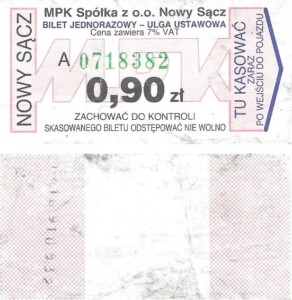 MPK Spółka z o.o. Nowy Sącz
BILET JEDNORAZOWY – ULGA USTAWOWA
Cena zawiera 7% VAT
NOWY SĄCZ
A 0718382
MPK
0,90 zł
ZACHOWAĆ DO KONTROLI
SKASOWANEGO BILETU ODSTĘPOWAĆ NIE WOLNO
TU KASOWAĆ
ZARAZ
PO WEJŚCIU DO POJAZDU